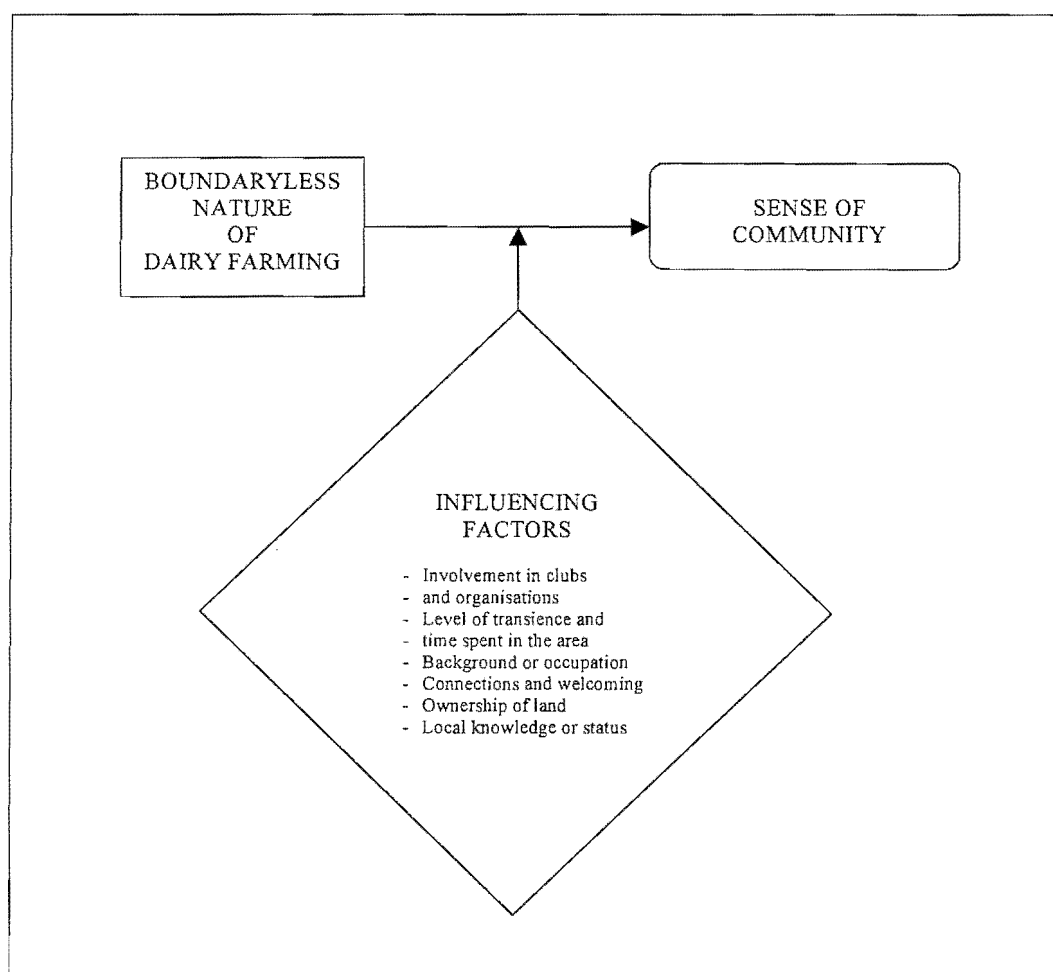 BOUNDARYLESS
NATURE
OF
DAIRY FARMING
SENSE OF
COMMUNITY
INFLUENCING
FACTORS
- Involvement in clubs
- and organisations
- Level of transience and
- time spent in the area
- Background or occupation
- Connections and welcoming
- Ownership of land
- Local knowledge or status